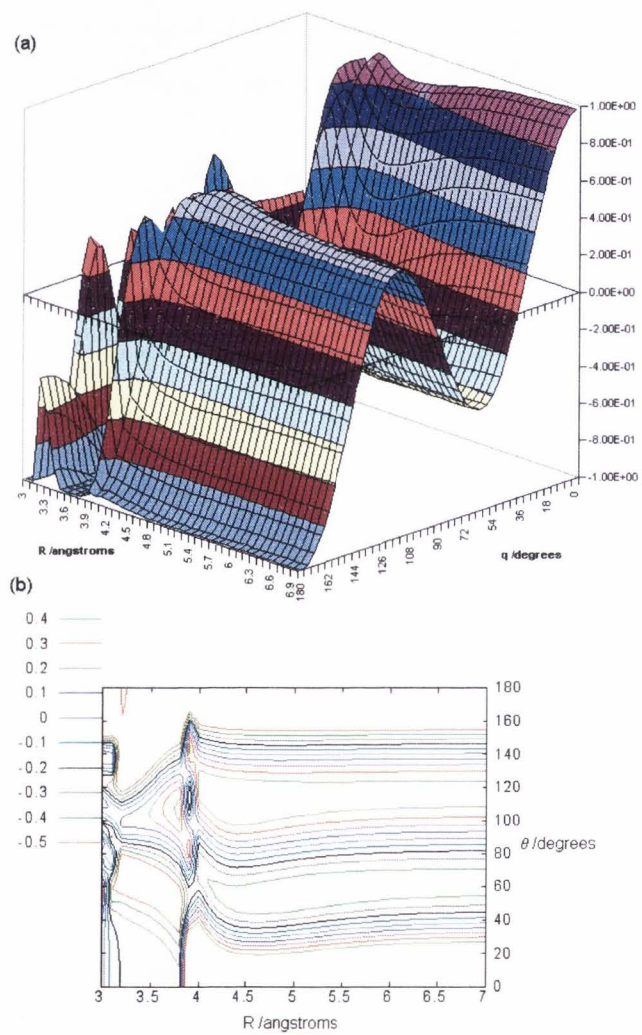 (a)
1.00E+00
8.00E-01
6.00E-01
4.00E-01
2.00E-01
0.00E+00
-2.00E-01
-4.00E-01
-6.00E-01
-8.00E-01
-1.00E+00
3
3.3
3.6
3.9
4.2
4.5
4.8
5.1
5.4
5.7
6
6.3
6.6
6.9
R /angstroms
180
162
144
126
108
90
72
54
36
18
0
q /degrees
(b)
0.4
0.3
0.2
0.1
0
-0.1
-0.2
-0.3
-0.4
-0.5
180
160
140
120
100
80
60
40
20
0
θ /degrees
3 3.5 4 4.5 5 5.5 6 6.5 7
R /angstroms